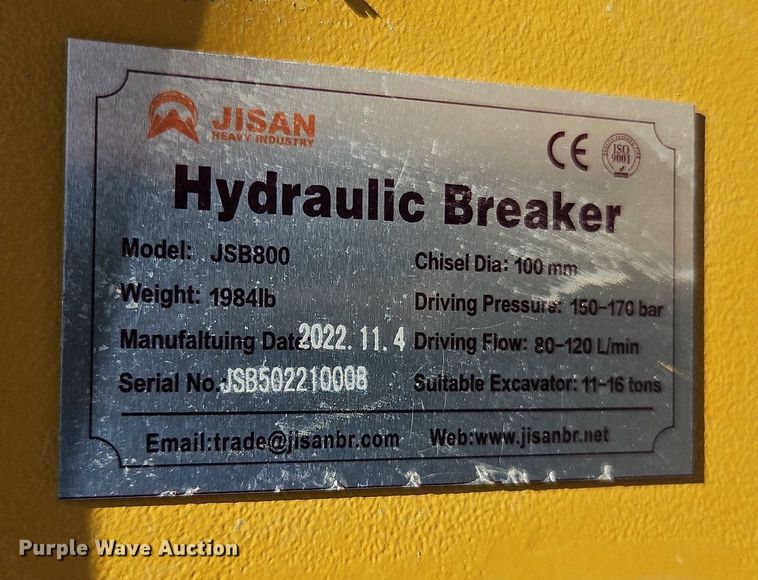 JISAN
HEAVY INDUSTRY
CE
ISO
9001
Hydraulic Breaker
Model: JSB800
Weight: 1984lb
Manufaltuing Date: 2022.11.4
Serial No. JSB502210008
Chisel Dia: 100 mm
Driving Pressure: 150-170 bar
Driving Flow: 80-120 L/min
Suitable Excavator: 11-16 tons
Email:trade@jisanbr.com Web:www.jisanbr.net
Purple Wave Auction